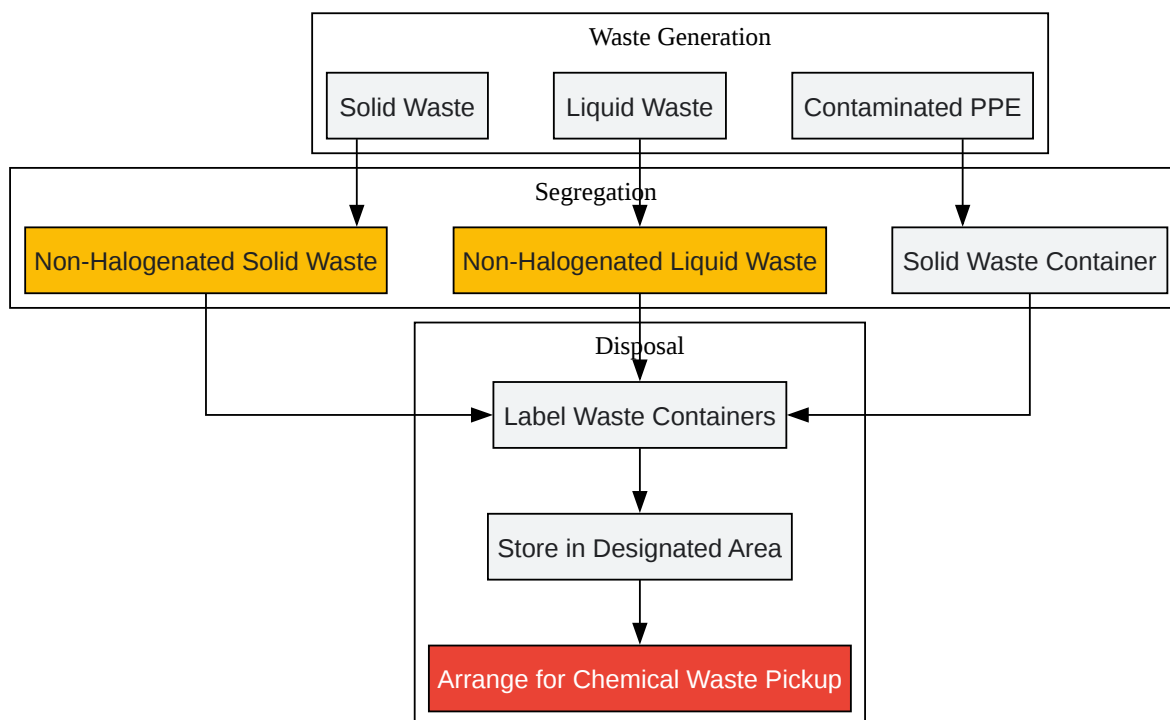 Waste Generation
Solid Waste
Liquid Waste
Contaminated PPE
Segregation
Non-Halogenated Solid Waste
Non-Halogenated Liquid Waste
Solid Waste Container
Disposal
Label Waste Containers
Store in Designated Area
Arrange for Chemical Waste Pickup